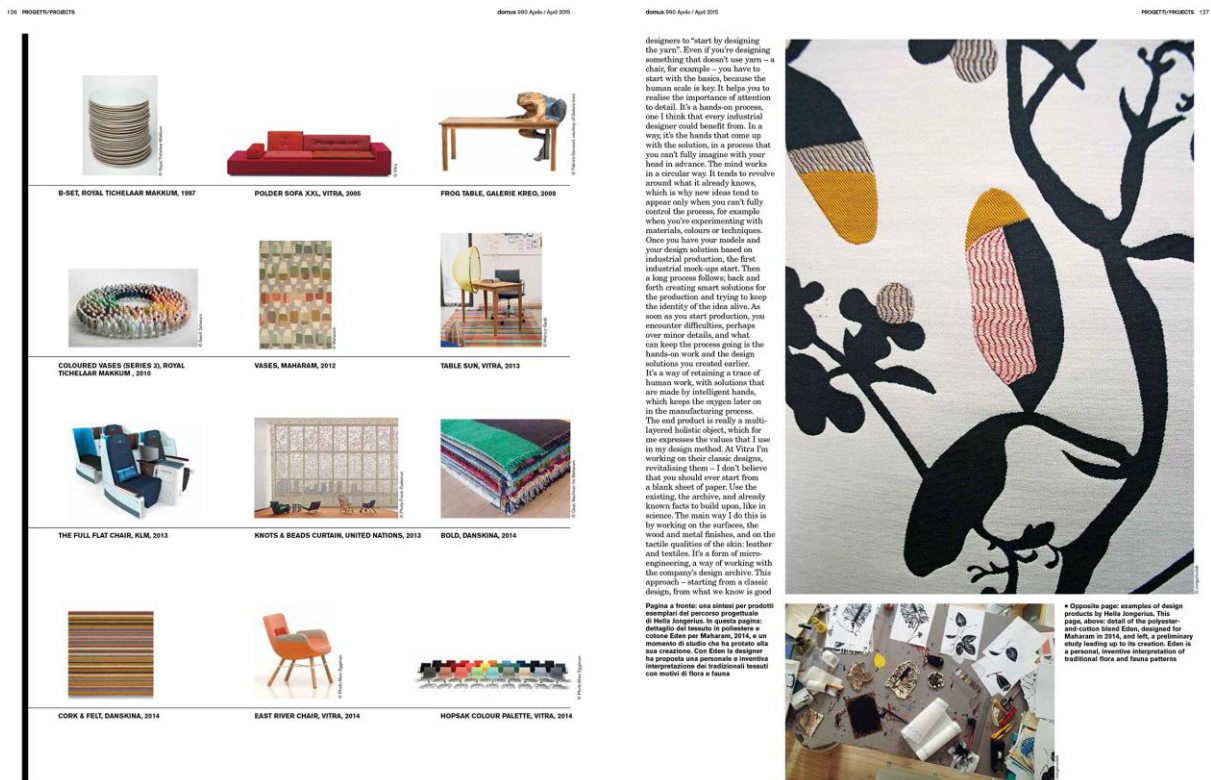 126 PROGETTI/PROJECTS
domus 990 Aprile / April 2015
© Royal Tichelaar Makkum
© Vitra
B-SET, ROYAL TICHELAAR MAKKUM, 1997
POLDER SOFA XXL, VITRA, 2005
FROG TABLE, GALERIE KREO, 2009
© Gerrit Schreurs
© Maharam
COLOURED VASES (SERIES 3), ROYAL
TICHELAAR MAKKUM , 2010
VASES, MAHARAM, 2012
TABLE SUN, VITRA, 2013
THE FULL FLAT CHAIR, KLM, 2013
KNOTS & BEADS CURTAIN, UNITED NATIONS, 2013
BOLD, DANSKINA, 2014
© Photo Marc Eggimann
© Photo Marc Eggimann
CORK & FELT, DANSKINA, 2014
EAST RIVER CHAIR, VITRA, 2014
HOPSAK COLOUR PALETTE, VITRA, 2014
domus 990 Aprile / April 2015
PROGETTI/PROJECTS 127
designers to “start by designing
the yarn”. Even if you’re designing
something that doesn’t use yarn – a
chair, for example – you have to
start with the basics, because the
human scale is key. It helps you to
realise the importance of attention
to detail. It’s a hands-on process,
one I think that every industrial
designer could benefit from. In a
way, it’s the hands that come up
with the solution, in a process that
you can’t fully imagine with your
head in advance. The mind works
in a circular way. It tends to revolve
around what it already knows,
which is why new ideas tend to
appear only when you can’t fully
control the process, for example
when you’re experimenting with
materials, colours or techniques.
Once you have your models and
your design solution based on
industrial production, the first
industrial mock-ups start. Then
a long process follows; back and
forth creating smart solutions for
the production and trying to keep
the identity of the idea alive. As
soon as you start production, you
encounter difficulties, perhaps
over minor details, and what
can keep the process going is the
hands-on work and the design
solutions you created earlier.
It’s a way of retaining a trace of
human work, with solutions that
are made by intelligent hands,
which keeps the oxygen later on
in the manufacturing process.
The end product is really a multi-
layered holistic object, which for
me expresses the values that I use
in my design method. At Vitra I’m
working on their classic designs,
revitalising them – I don’t believe
that you should ever start from
a blank sheet of paper. Use the
existing, the archive, and already
known facts to build upon, like in
science. The main way I do this is
by working on the surfaces, the
wood and metal finishes, and on the
tactile qualities of the skin: leather
and textiles. It’s a form of micro-
engineering, a way of working with
the company’s design archive. This
approach – starting from a classic
design, from what we know is good
Pagina a fronte: una sintesi per prodotti
esemplari del percorso progettuale
di Hella Jongerius. In questa pagina:
dettaglio del tessuto in poliestere e
cotone Eden per Maharam, 2014, e un
momento di studio che ha protato alla
sua creazione. Con Eden la designer
ha proposta una personale e inventiva
interpretazione dei tradizionali tessuti
con motivi di flora e fauna
▪ Opposite page: examples of design
products by Hella Jongerius. This
page, above: detail of the polyester-
and-cotton blend Eden, designed for
Maharam in 2014, and left, a preliminary
study leading up to its creation. Eden is
a personal, inventive interpretation of
traditional flora and fauna patterns